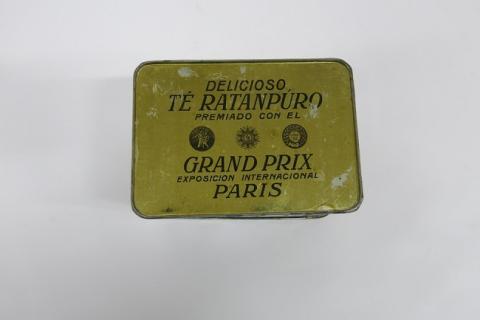 DELICIOSO
TÉ RATANPÚRO
PREMIADO CON EL
GRAND PRIX
EXPOSICION INTERNACIONAL
PARIS